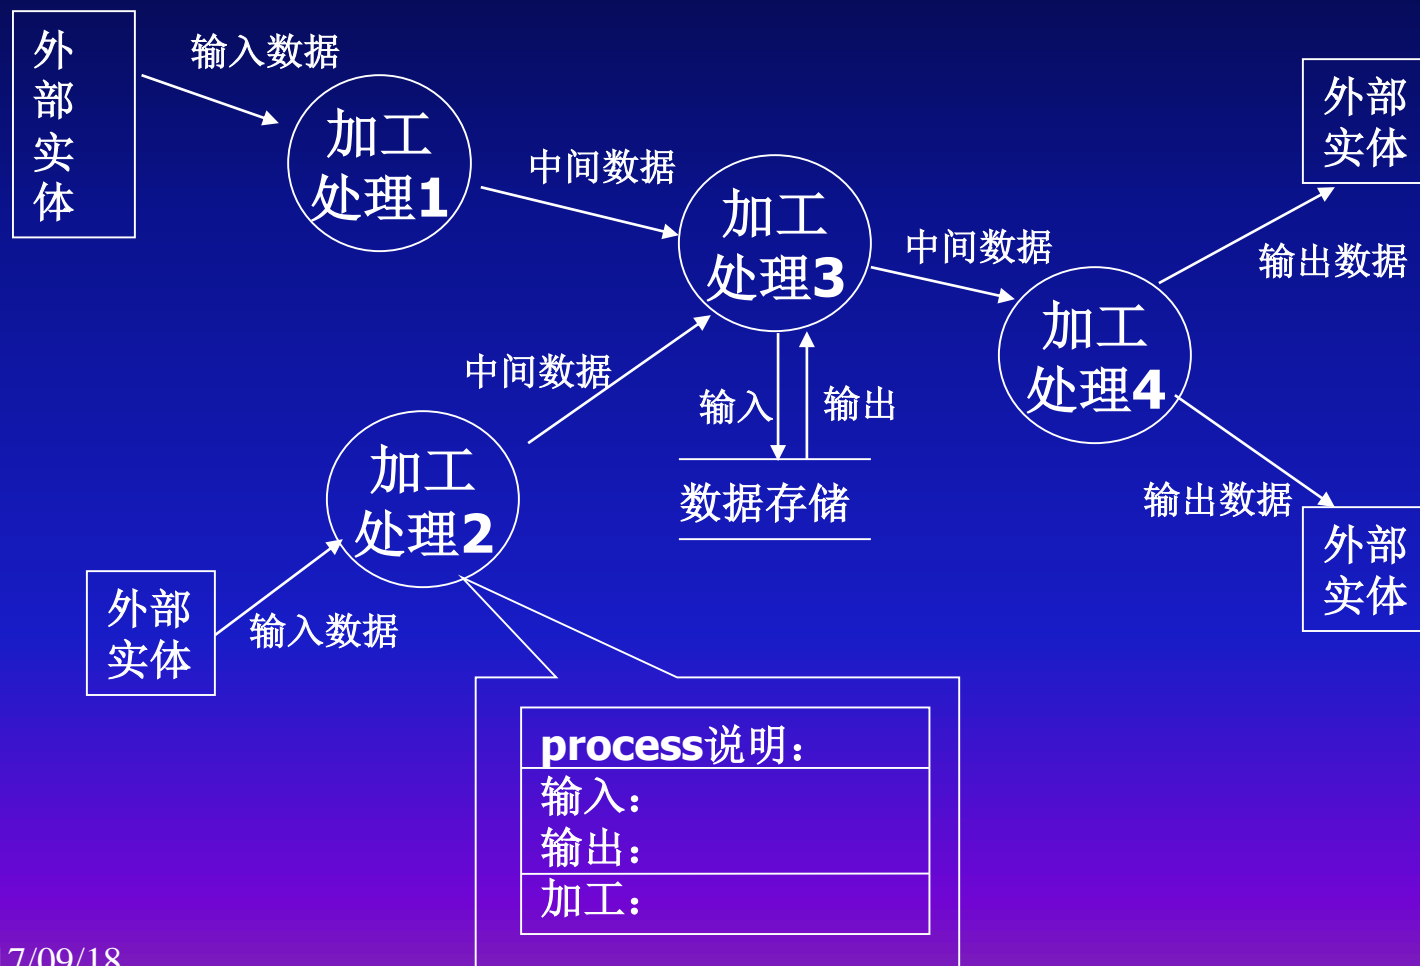 外
部
实
体
输入数据
加工
处理1
中间数据
加工
处理3
中间数据
加工
处理4
外部
实体
输出数据
中间数据
输入
输出
数据存储
输出数据
外部
实体
加工
处理2
外部
实体
输入数据
process说明:
输入:
输出:
加工:
17/09/18